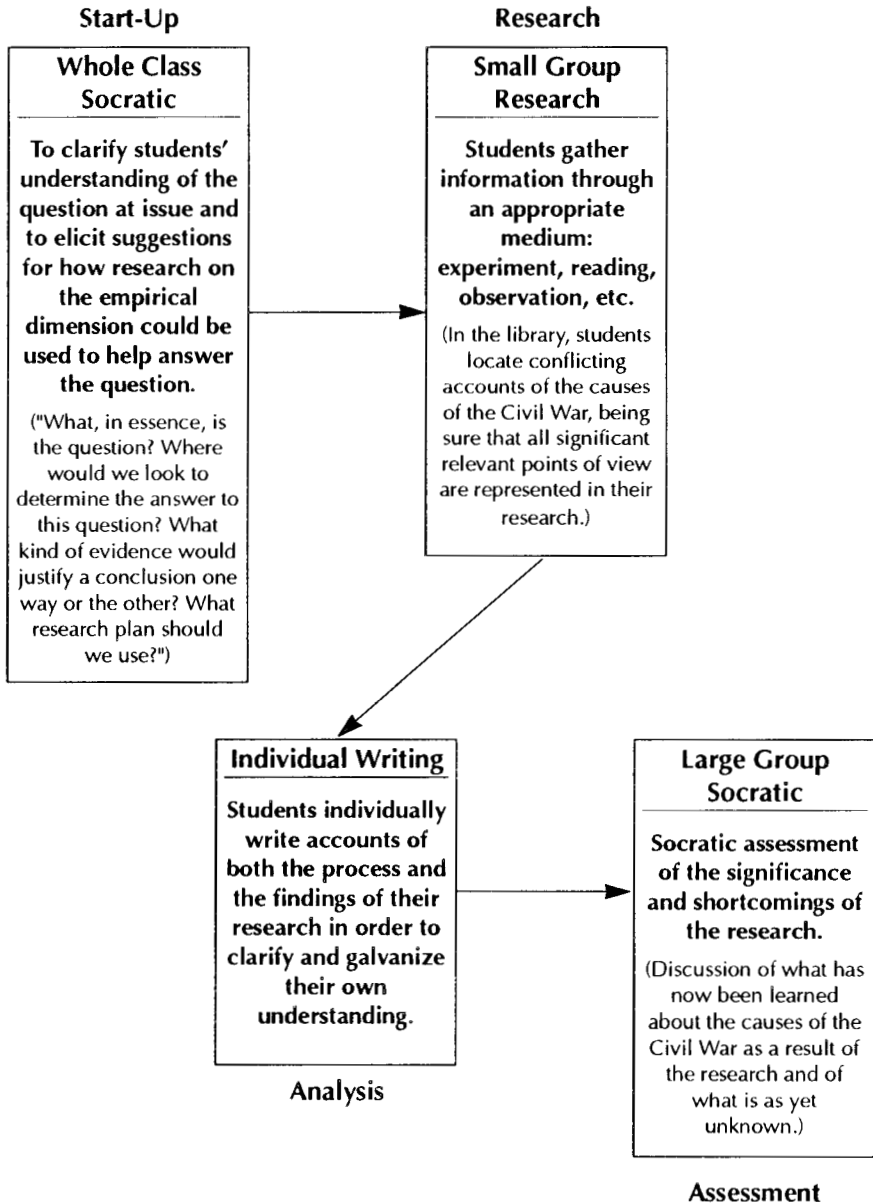 Start-Up
Whole Class
Socratic
To clarify students'
understanding of the
question at issue and
to elicit suggestions
for how research on
the empirical
dimension could be
used to help answer
the question.
("What, in essence, is
the question? Where
would we look to
determine the answer to
this question? What
kind of evidence would
justify a conclusion one
way or the other? What
research plan should
we use?")
Research
Small Group
Research
Students gather
information through
an appropriate
medium:
experiment, reading,
observation, etc.
(In the library, students
locate conflicting
accounts of the causes
of the Civil War, being
sure that all significant
relevant points of view
are represented in their
research.)
Individual Writing
Students individually
write accounts of
both the process and
the findings of their
research in order to
clarify and galvanize
their own
understanding.
Analysis
Large Group
Socratic
Socratic assessment
of the significance
and shortcomings of
the research.
(Discussion of what has
now been learned
about the causes of the
Civil War as a result of
the research and of
what is as yet
unknown.)
Assessment